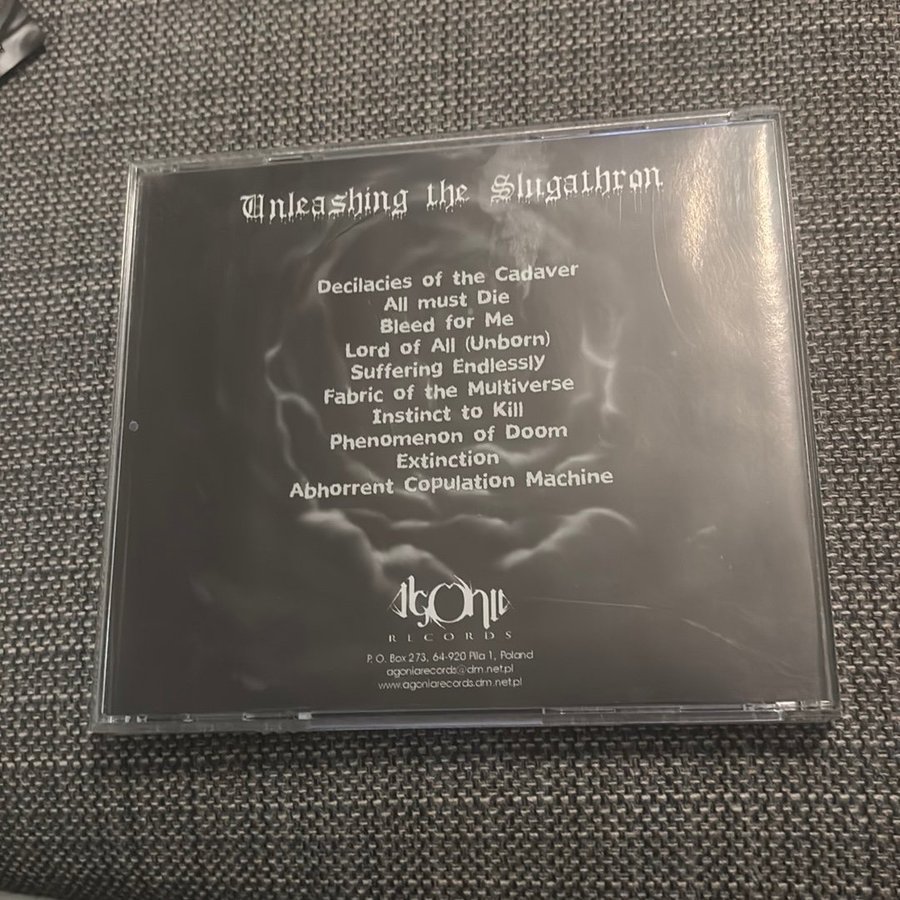 Unleashing the Slugathron
Decilacies of the Cadaver
All must Die
Bleed for Me
Lord of All (Unborn)
Suffering Endlessly
Fabric of the Multiverse
Instinct to Kill
Phenomenon of Doom
Extinction
Abhorrent Copulation Machine
Agonia
RECORDS
P.O. Box 273, 64-920 Pila 1, Poland
agoniarecords@dm.net.pl
www.agoniarecords.dm.net.pl